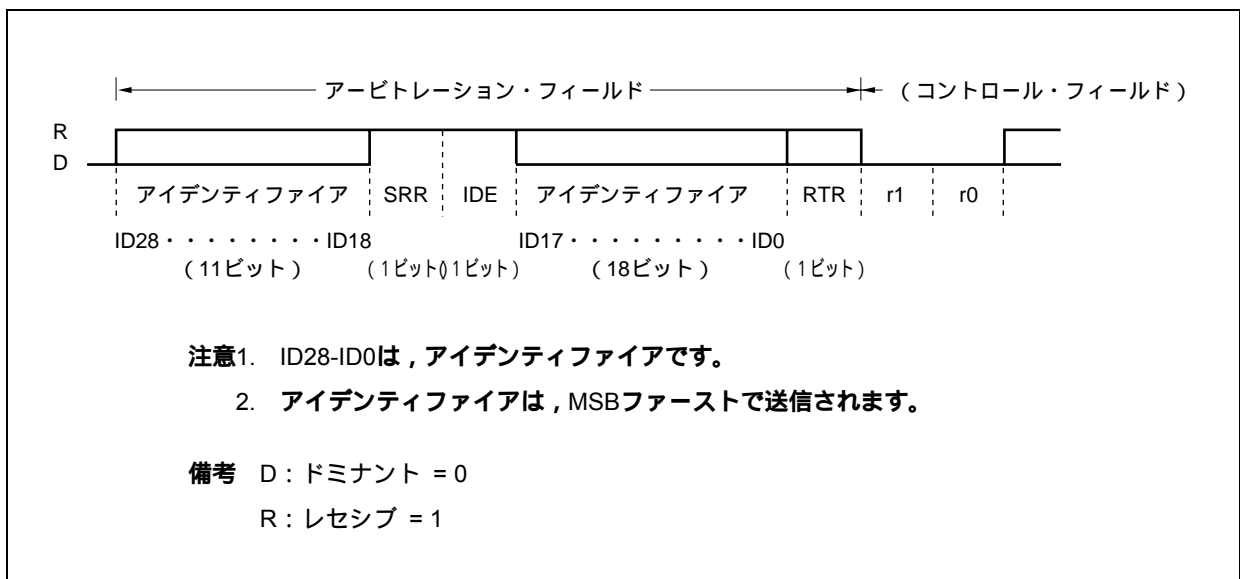 アービトレーション・フィールド （コントロール・フィールド）
R
D
アイデンティファイア SRR IDE アイデンティファイア RTR r1 r0
ID28・・・・・・・・ID18 ID17・・・・・・・・・ID0
（11ビット） （1ビット）（1ビット） （18ビット） （1ビット）
注意1. ID28-ID0は，アイデンティファイアです。
2. アイデンティファイアは，MSBファーストで送信されます。
備考 D：ドミナント = 0
R：レセシブ = 1